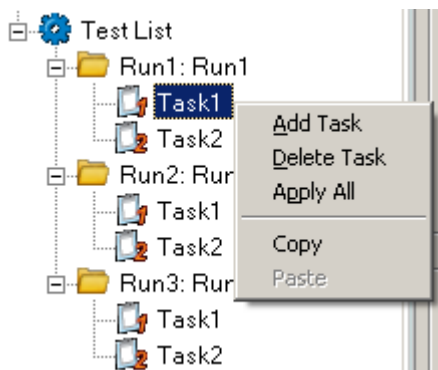 Test List
Run1: Run1
Task1
Task2
Run2: Run
Task1
Task2
Run3: Run
Task1
Task2
Add Task
Delete Task
Apply All
Copy
Paste